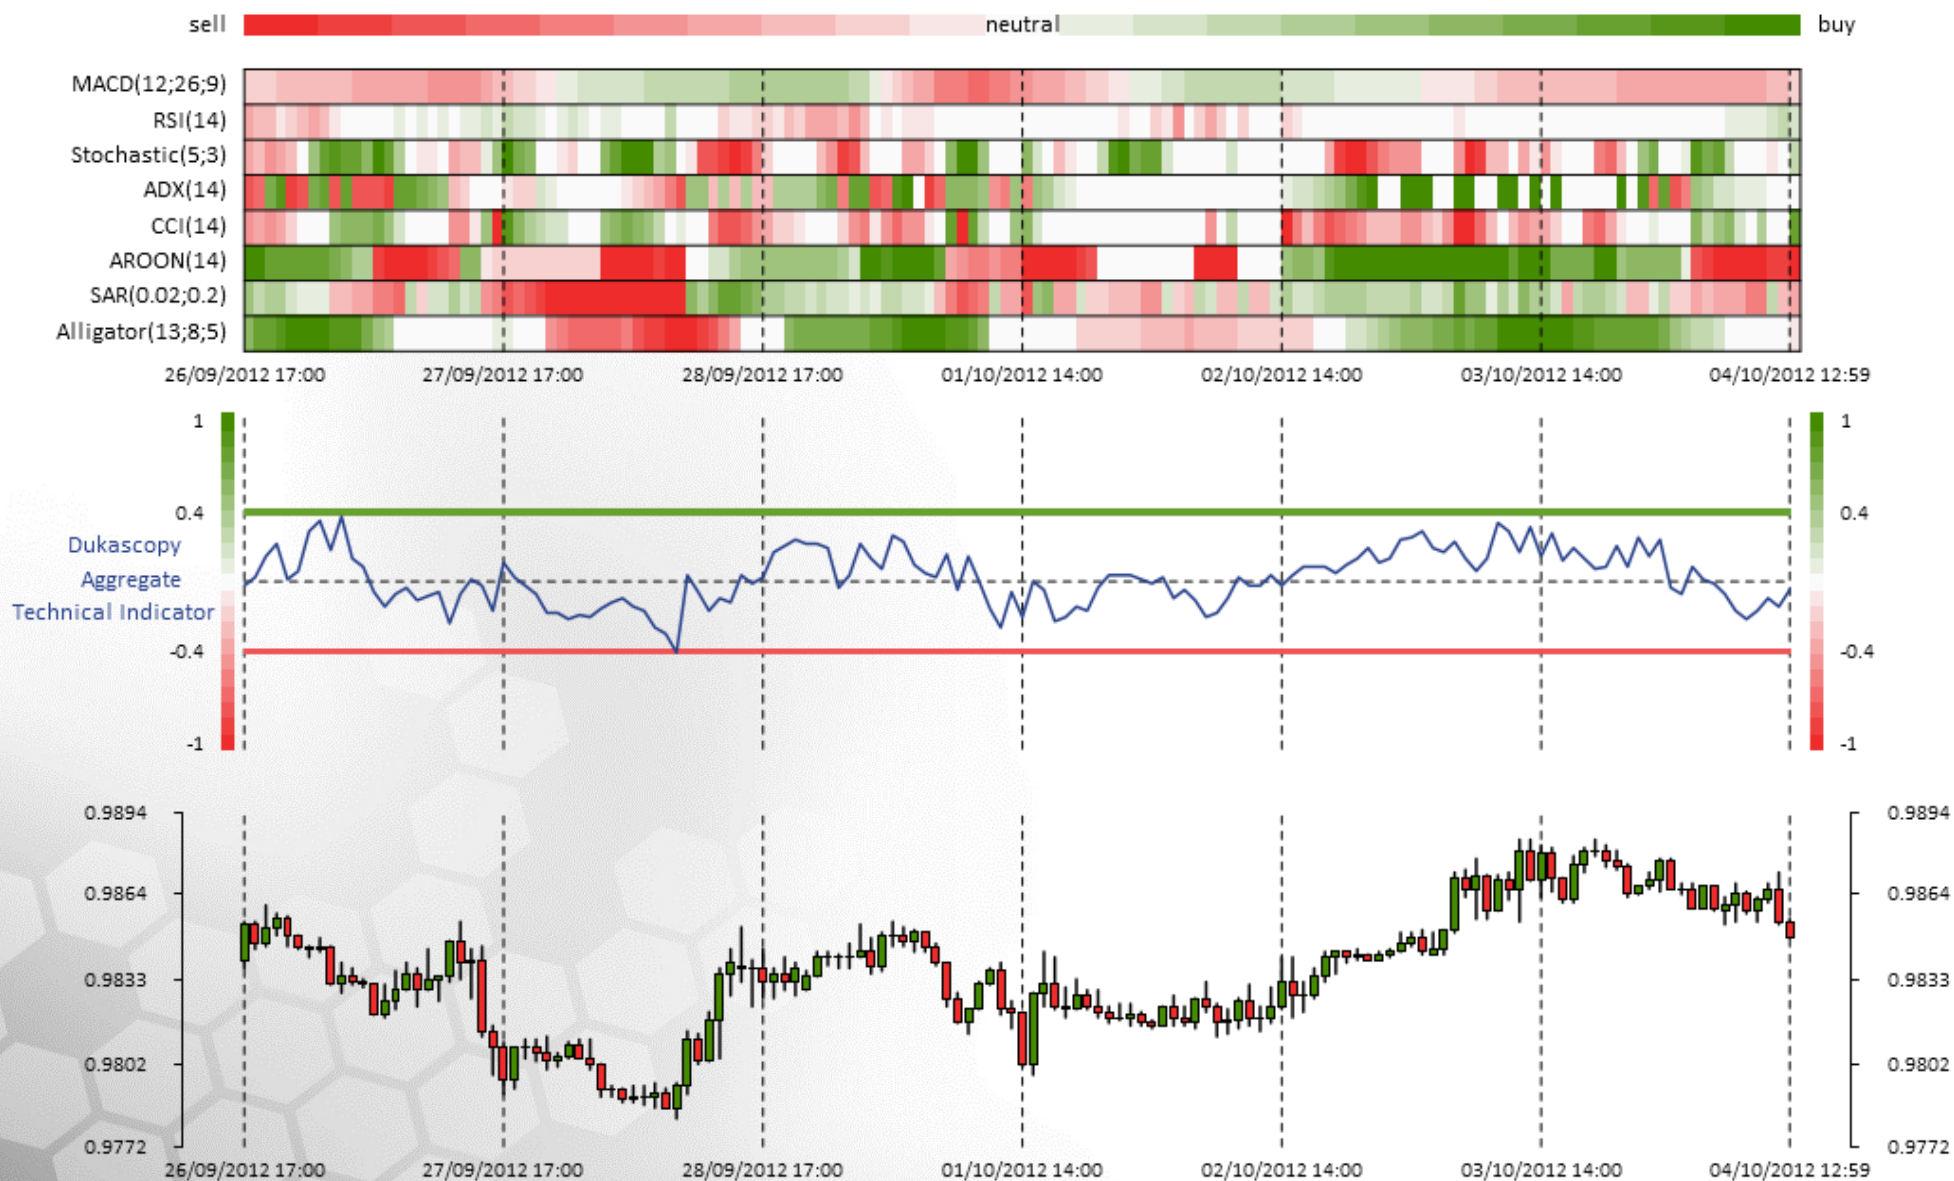 sell neutral buy
MACD(12;26;9)
RSI(14)
Stochastic(5;3)
ADX(14)
CCI(14)
AROON(14)
SAR(0.02;0.2)
Alligator(13;8;5)
26/09/2012 17:00 27/09/2012 17:00 28/09/2012 17:00 01/10/2012 14:00 02/10/2012 14:00 03/10/2012 14:00 04/10/2012 12:59
1 1
0.4 0.4
Dukascopy
Aggregate
Technical Indicator
-0.4 -0.4
-1 -1
0.9894 0.9894
0.9864 0.9864
0.9833 0.9833
0.9802 0.9802
0.9772 0.9772
26/09/2012 17:00 27/09/2012 17:00 28/09/2012 17:00 01/10/2012 14:00 02/10/2012 14:00 03/10/2012 14:00 04/10/2012 12:59